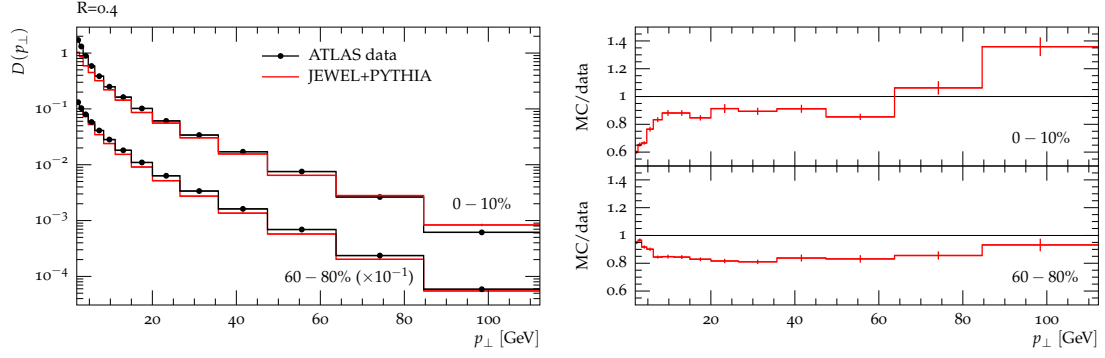 R=0.4
D(p⊥)
ATLAS data
JEWEL+PYTHIA
1
10⁻¹
10⁻²
10⁻³
10⁻⁴
0 − 10%
60 − 80% (×10⁻¹)
20 40 60 80 100
p⊥ [GeV]
MC/data
1.4
1.2
1
0.8
0.6
0 − 10%
MC/data
1.4
1.2
1
0.8
0.6
60 − 80%
20 40 60 80 100
p⊥ [GeV]